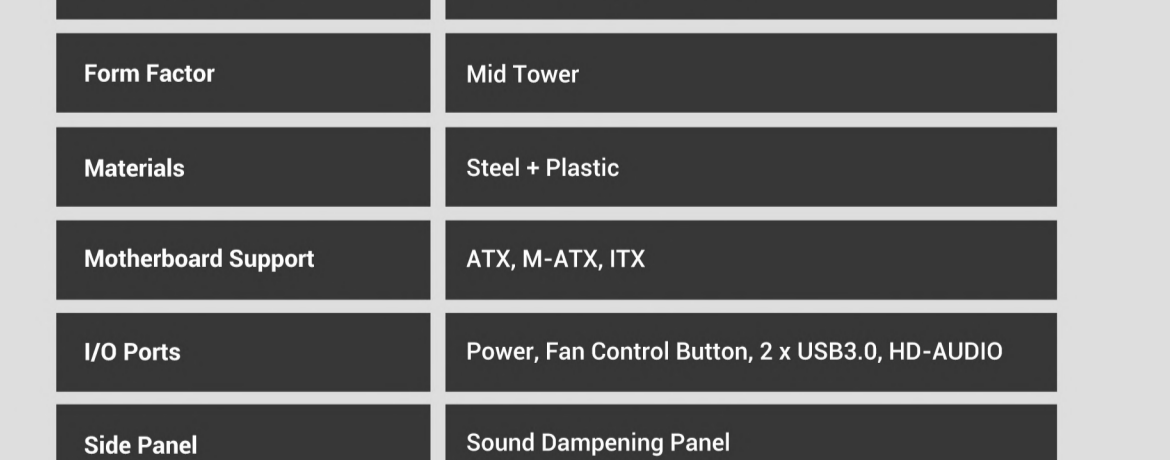 Form Factor
Mid Tower
Materials
Steel + Plastic
Motherboard Support
ATX, M-ATX, ITX
I/O Ports
Power, Fan Control Button, 2 x USB3.0, HD-AUDIO
Side Panel
Sound Dampening Panel